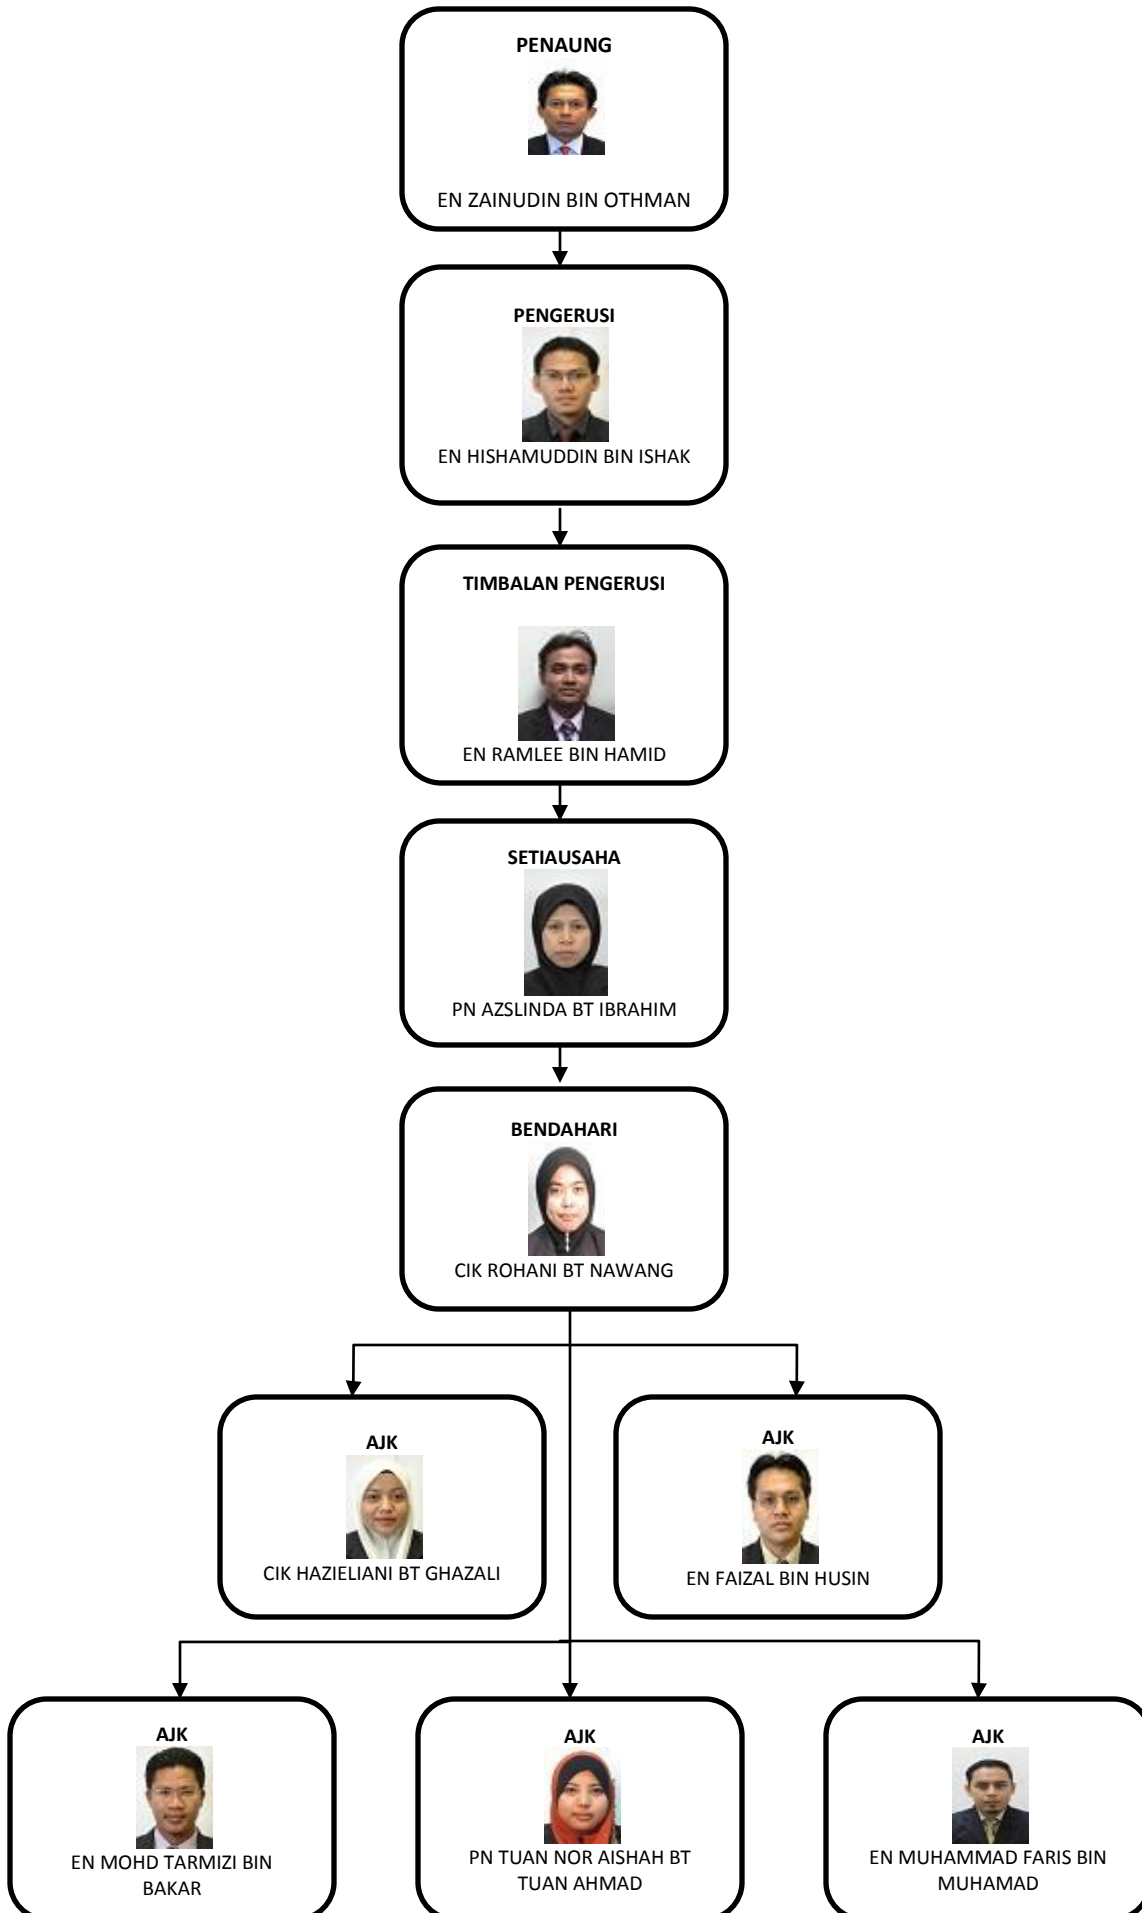 PENAUNG
EN ZAINUDIN BIN OTHMAN
PENGERUSI
EN HISHAMUDDIN BIN ISHAK
TIMBALAN PENGERUSI
EN RAMLEE BIN HAMID
SETIAUSAHA
PN AZSLINDA BT IBRAHIM
BENDAHARI
CIK ROHANI BT NAWANG
AJK
CIK HAZIELIANI BT GHAZALI
AJK
EN FAIZAL BIN HUSIN
AJK
EN MOHD TARMIZI BIN
BAKAR
AJK
PN TUAN NOR AISHAH BT
TUAN AHMAD
AJK
EN MUHAMMAD FARIS BIN
MUHAMAD